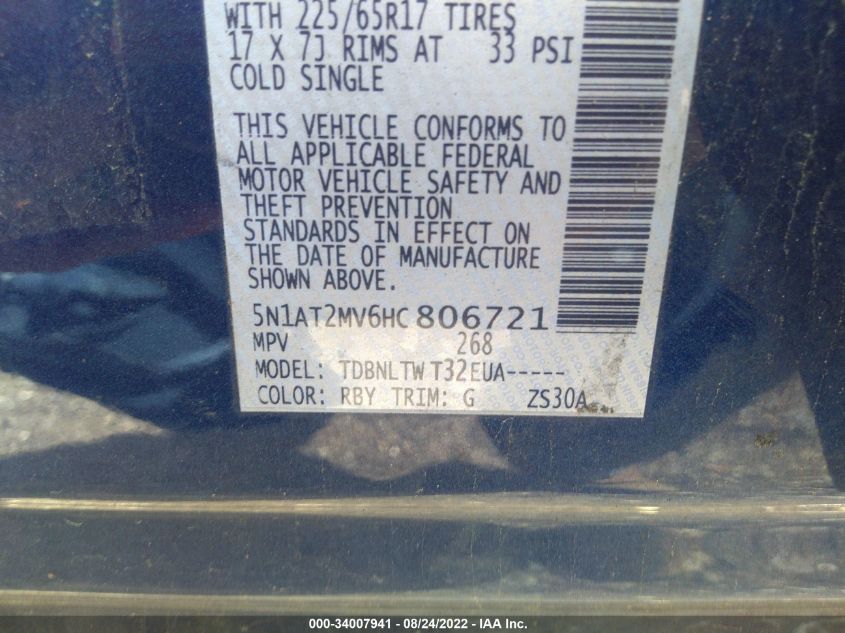 WITH 225/65R17 TIRES
17 X 7J RIMS AT 33 PSI
COLD SINGLE
THIS VEHICLE CONFORMS TO
ALL APPLICABLE FEDERAL
MOTOR VEHICLE SAFETY AND
THEFT PREVENTION
STANDARDS IN EFFECT ON
THE DATE OF MANUFACTURE
SHOWN ABOVE.
5N1AT2MV6HC 806721
MPV 268
MODEL: TDBNLTW T32EUA-----
COLOR: RBY TRIM: G ZS30A
000-34007941 - 08/24/2022 - IAA Inc.